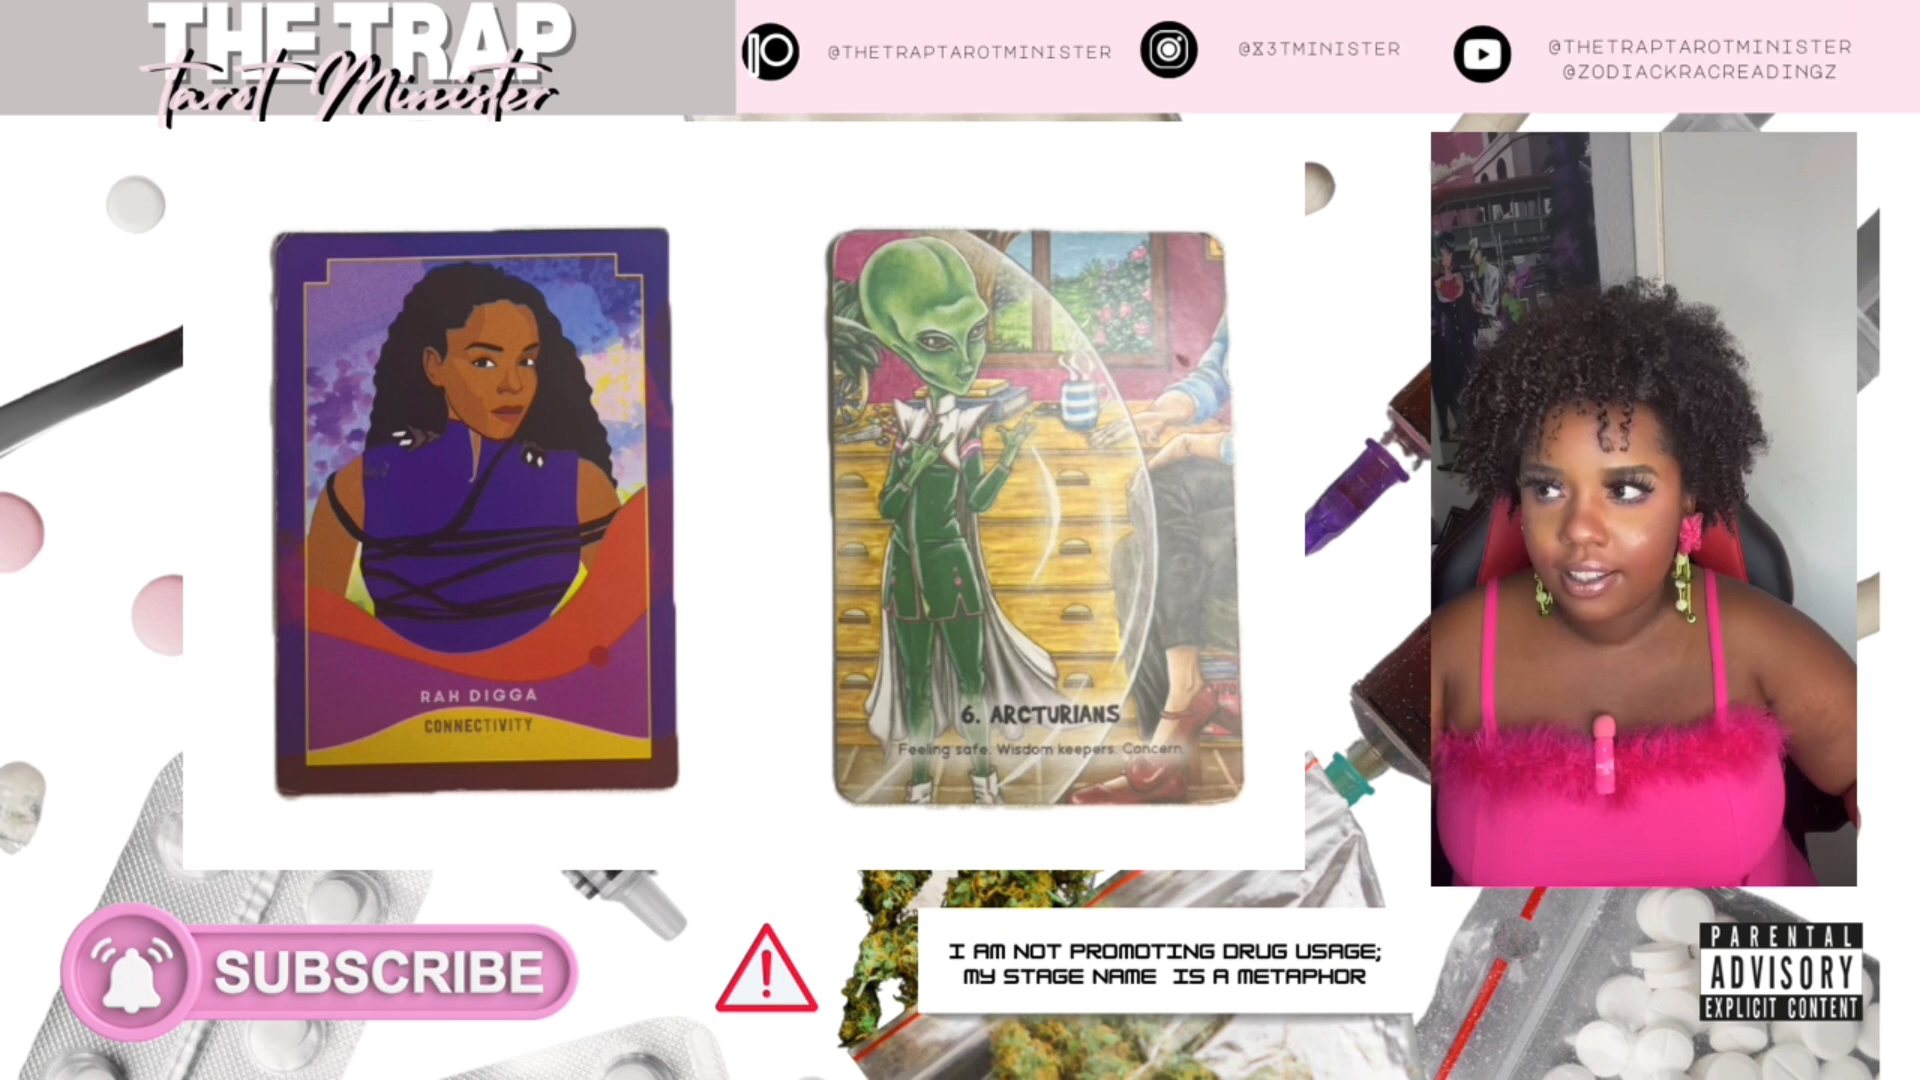 THE TRAP
tarot Minister
@THETRAPTAROTMINISTER
@83TMINISTER
@THETRAPTAROTMINISTER
@ZODIACKRACREADINGZ
RAH DIGGA
CONNECTIVITY
6. ARCTURIANS
Feeling safe. Wisdom keepers. Concern.
SUBSCRIBE
I AM NOT PROMOTING DRUG USAGE;
MY STAGE NAME IS A METAPHOR
PARENTAL
ADVISORY
EXPLICIT CONTENT